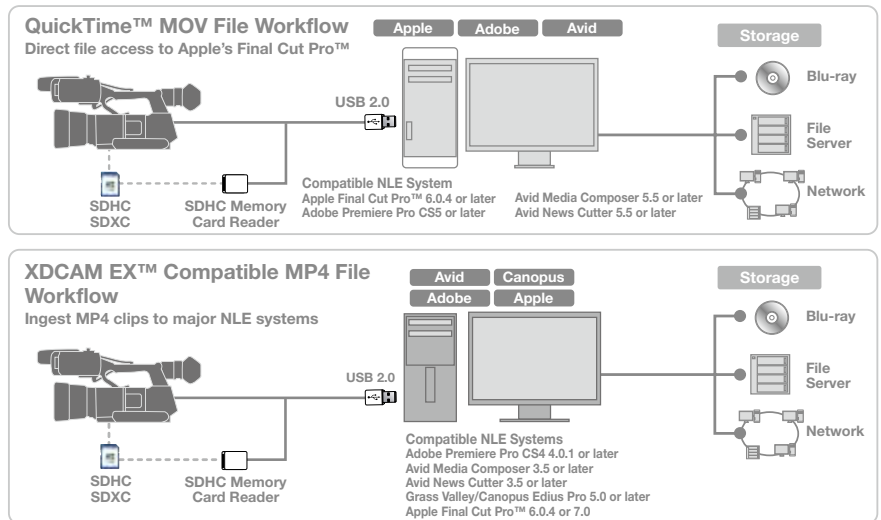 QuickTime™ MOV File Workflow
Direct file access to Apple's Final Cut Pro™
Apple
Adobe
Avid
Storage
USB 2.0
Blu-ray
File
Server
Network
SDHC
SDXC
SDHC Memory
Card Reader
Compatible NLE System
Apple Final Cut Pro™ 6.0.4 or later
Adobe Premiere Pro CS5 or later
Avid Media Composer 5.5 or later
Avid News Cutter 5.5 or later
XDCAM EX™ Compatible MP4 File
Workflow
Ingest MP4 clips to major NLE systems
Avid
Canopus
Adobe
Apple
Storage
USB 2.0
Blu-ray
File
Server
Network
SDHC
SDXC
SDHC Memory
Card Reader
Compatible NLE Systems
Adobe Premiere Pro CS4 4.0.1 or later
Avid Media Composer 3.5 or later
Avid News Cutter 3.5 or later
Grass Valley/Canopus Edius Pro 5.0 or later
Apple Final Cut Pro™ 6.0.4 or 7.0